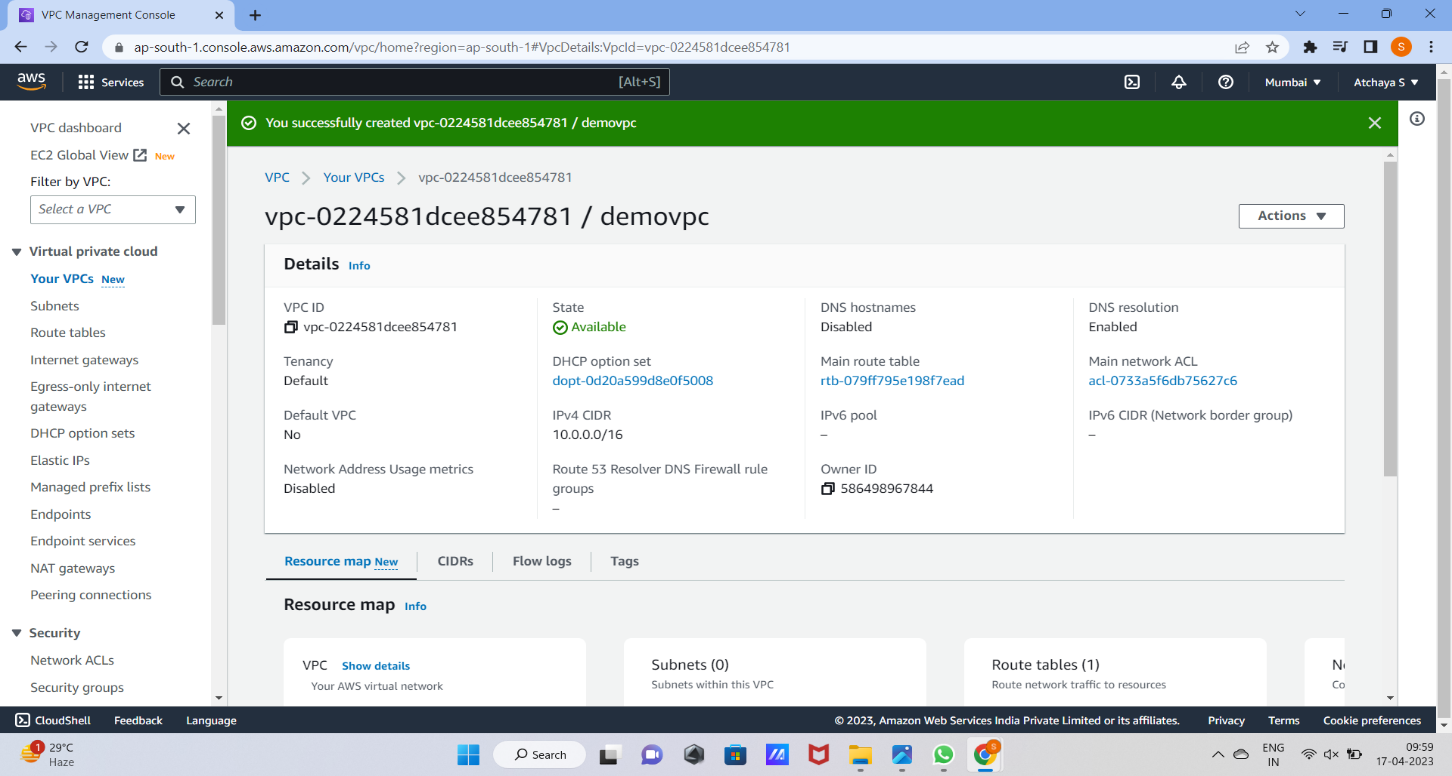 VPC Management Console
ap-south-1.console.aws.amazon.com/vpc/home?region=ap-south-1#VpcDetails:VpcId=vpc-0224581dcee854781
S
aws
Services
Search
[Alt+S]
Mumbai
Atchaya S
VPC dashboard
EC2 Global View New
Filter by VPC:
Select a VPC
Virtual private cloud
Your VPCs New
Subnets
Route tables
Internet gateways
Egress-only internet
gateways
DHCP option sets
Elastic IPs
Managed prefix lists
Endpoints
Endpoint services
NAT gateways
Peering connections
Security
Network ACLs
Security groups
You successfully created vpc-0224581dcee854781 / demovpc
VPC > Your VPCs > vpc-0224581dcee854781
vpc-0224581dcee854781 / demovpc
Actions
Details Info
VPC ID
vpc-0224581dcee854781
State
Available
DNS hostnames
Disabled
DNS resolution
Enabled
Tenancy
Default
DHCP option set
dopt-0d20a599d8e0f5008
Main route table
rtb-079ff795e198f7ead
Main network ACL
acl-0733a5f6db75627c6
Default VPC
No
IPv4 CIDR
10.0.0.0/16
IPv6 pool
–
IPv6 CIDR (Network border group)
–
Network Address Usage metrics
Disabled
Route 53 Resolver DNS Firewall rule
groups
–
Owner ID
586498967844
Resource map New
CIDRs
Flow logs
Tags
Resource map Info
VPC Show details
Your AWS virtual network
Subnets (0)
Subnets within this VPC
Route tables (1)
Route network traffic to resources
CloudShell
Feedback
Language
© 2023, Amazon Web Services India Private Limited or its affiliates.
Privacy
Terms
Cookie preferences
1
29°C
Haze
Search
S
ENG
IN
09:59
17-04-2023